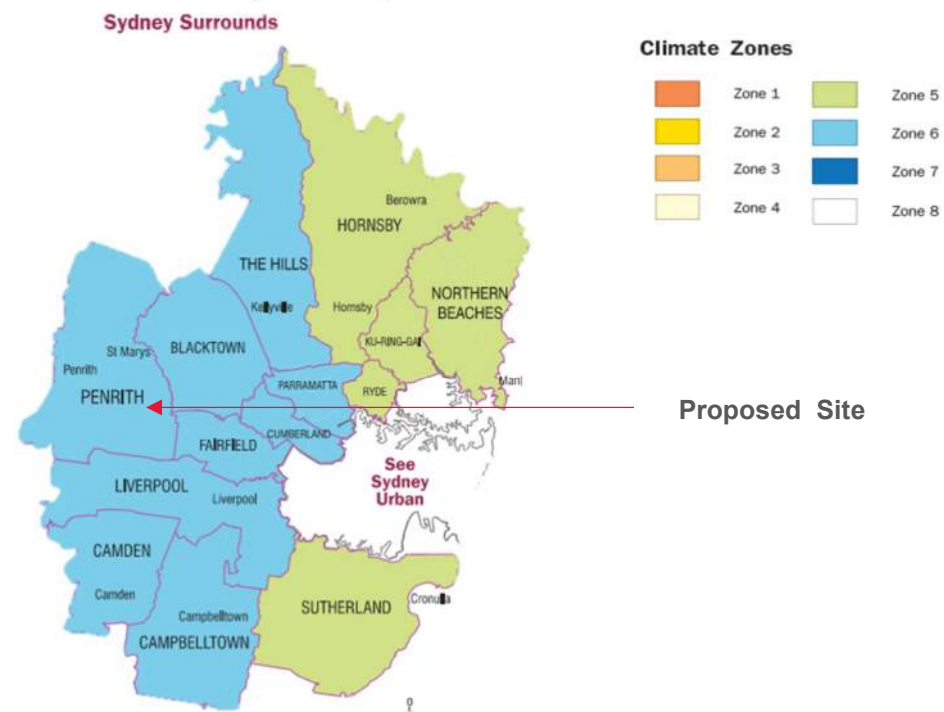 Sydney Surrounds
Climate Zones
Zone 1
Zone 5
Zone 2
Zone 6
Zone 3
Zone 7
Zone 4
Zone 8
Berowra
HORNSBY
THE HILLS
Kellyville
Hornsby
NORTHERN
BEACHES
KU-RING-GAI
St Marys
BLACKTOWN
Penrith
PENRITH
PARRAMATTA
RYDE
Manl
Proposed Site
CUMBERLAND
FAIRFIELD
See
Sydney
Urban
LIVERPOOL
Liverpool
CAMDEN
Camden
Campbelltown
CAMPBELLTOWN
SUTHERLAND
Cronulla